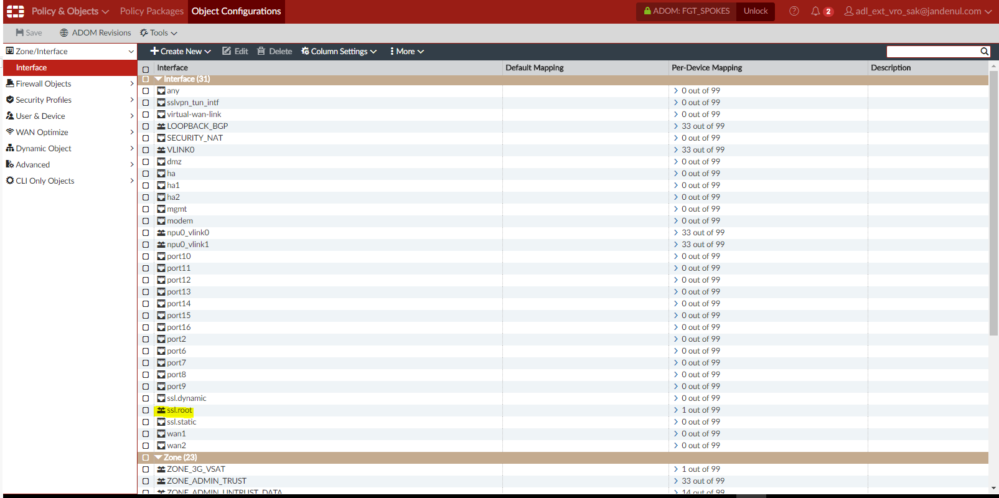 Policy & Objects Policy Packages Object Configurations ADOM: FGT_SPOKES Unlock 2 adl_ext_vro_sak@jandenul.com
Save ADOM Revisions Tools
Zone/Interface Create New Edit Delete Column Settings More
Interface Interface Default Mapping Per-Device Mapping Description
Interface (31)
Firewall Objects
Security Profiles
User & Device
WAN Optimize
Dynamic Object
Advanced
CLI Only Objects
any 0 out of 99
sslvpn_tun_intf 0 out of 99
virtual-wan-link 0 out of 99
LOOPBACK_BGP 33 out of 99
SECURITY_NAT 0 out of 99
VLINK0 33 out of 99
dmz 0 out of 99
ha 0 out of 99
ha1 0 out of 99
ha2 0 out of 99
mgmt 0 out of 99
modem 0 out of 99
npu0_vlink0 33 out of 99
npu0_vlink1 33 out of 99
port10 0 out of 99
port11 0 out of 99
port12 0 out of 99
port13 0 out of 99
port14 0 out of 99
port15 0 out of 99
port16 0 out of 99
port2 0 out of 99
port6 0 out of 99
port7 0 out of 99
port8 0 out of 99
port9 0 out of 99
ssl.dynamic 0 out of 99
ssl.root 1 out of 99
ssl.static 0 out of 99
wan1 0 out of 99
wan2 0 out of 99
Zone (23)
ZONE_3G_VSAT 1 out of 99
ZONE_ADMIN_TRUST 33 out of 99
ZONE_ADMIN_UNTRUST_DATA 14 out of 99